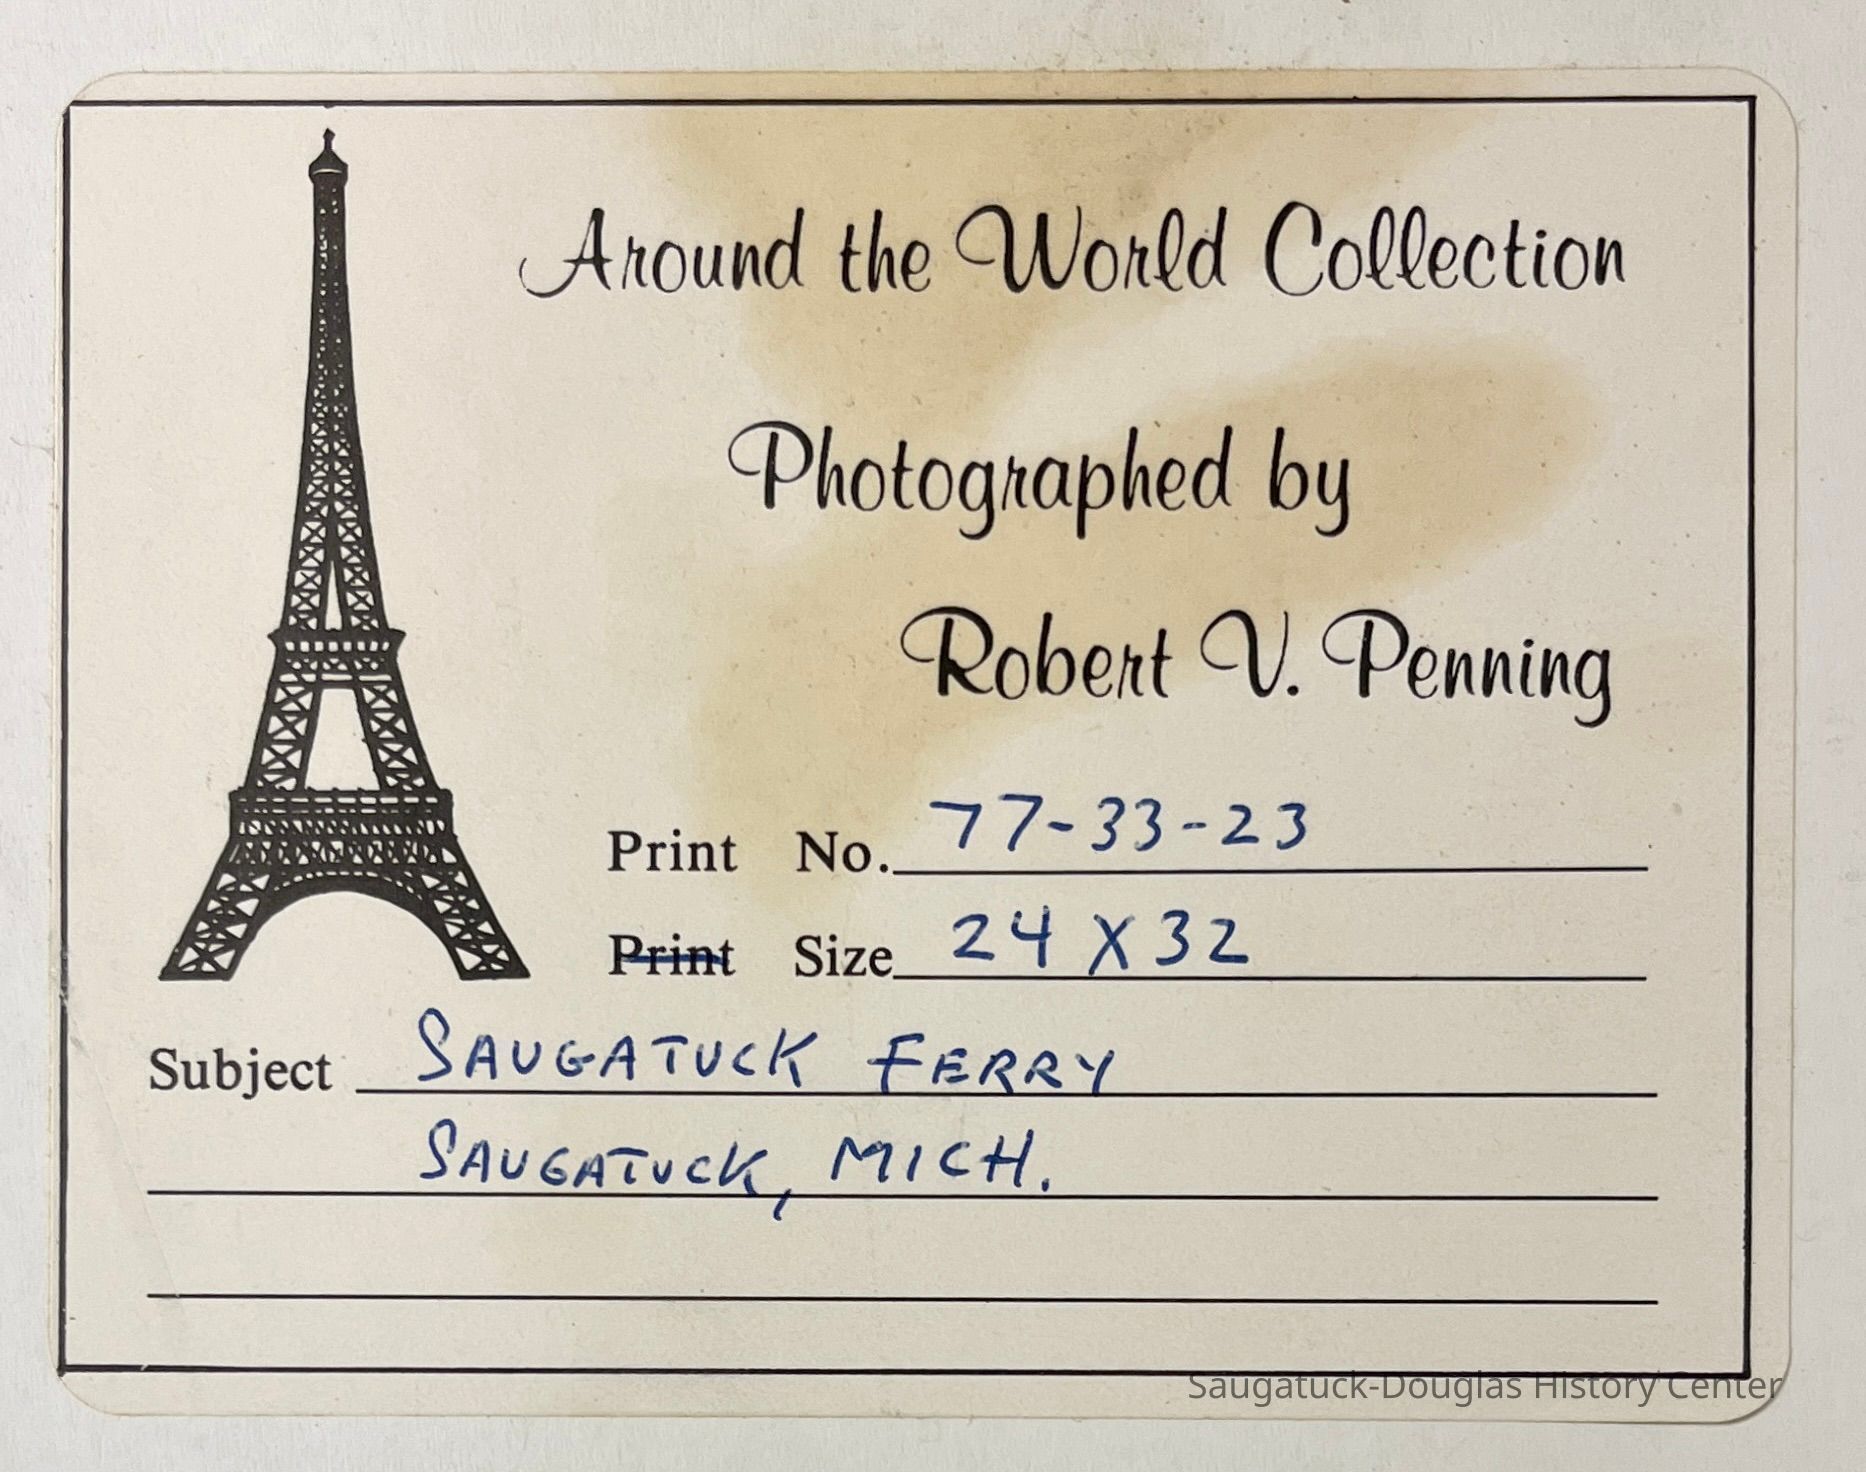 Around the World Collection
Photographed by
Robert V. Penning
Print No. 77-33-23
Print Size 24 X 32
Subject SAUGATUCK FERRY
SAUGATUCK, MICH.
Saugatuck-Douglas History Center